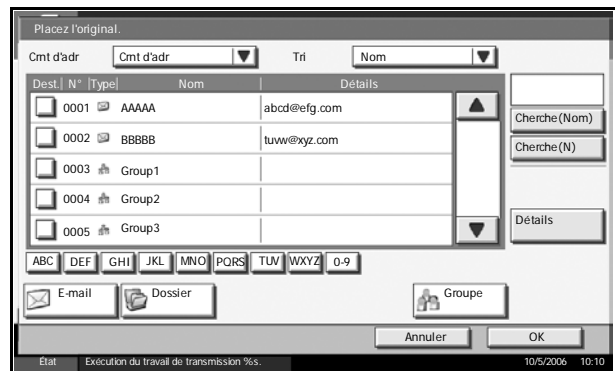 Placez l'original.
Cmt d'adr Cmt d'adr Tri Nom
Dest. N° Type Nom Détails
0001 AAAAA abcd@efg.com
0002 BBBBB tuvw@xyz.com
0003 Group1
0004 Group2
0005 Group3
Cherche(Nom)
Cherche(N)
Détails
ABC DEF GHI JKL MNO PQRS TUV WXYZ 0-9
E-mail Dossier Groupe
Annuler OK
État Exécution du travail de transmission %s. 10/5/2006 10:10